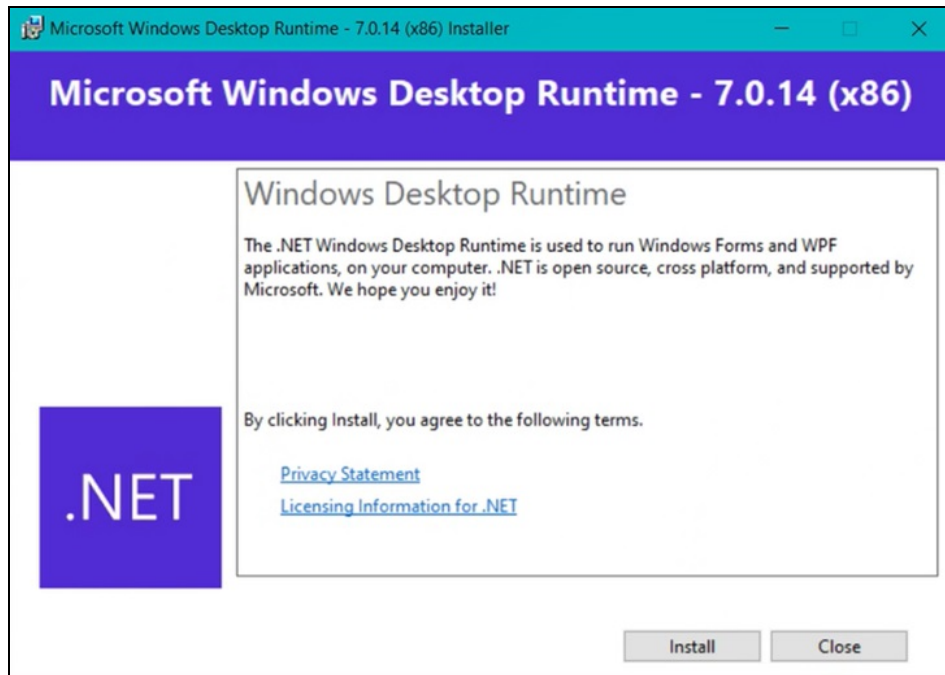 Microsoft Windows Desktop Runtime - 7.0.14 (x86) Installer
Microsoft Windows Desktop Runtime - 7.0.14 (x86)
Windows Desktop Runtime
The .NET Windows Desktop Runtime is used to run Windows Forms and WPF
applications, on your computer. .NET is open source, cross platform, and supported by
Microsoft. We hope you enjoy it!
By clicking Install, you agree to the following terms.
Privacy Statement
Licensing Information for .NET
.NET
Install
Close